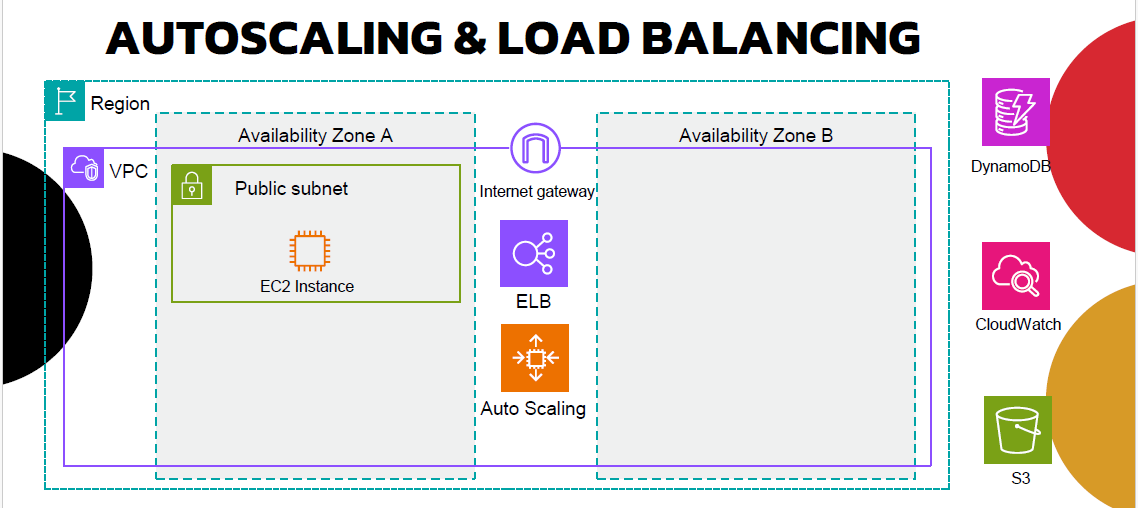 AUTOSCALING & LOAD BALANCING
Region
Availability Zone A
Availability Zone B
VPC
Public subnet
Internet gateway
EC2 Instance
ELB
Auto Scaling
DynamoDB
CloudWatch
S3